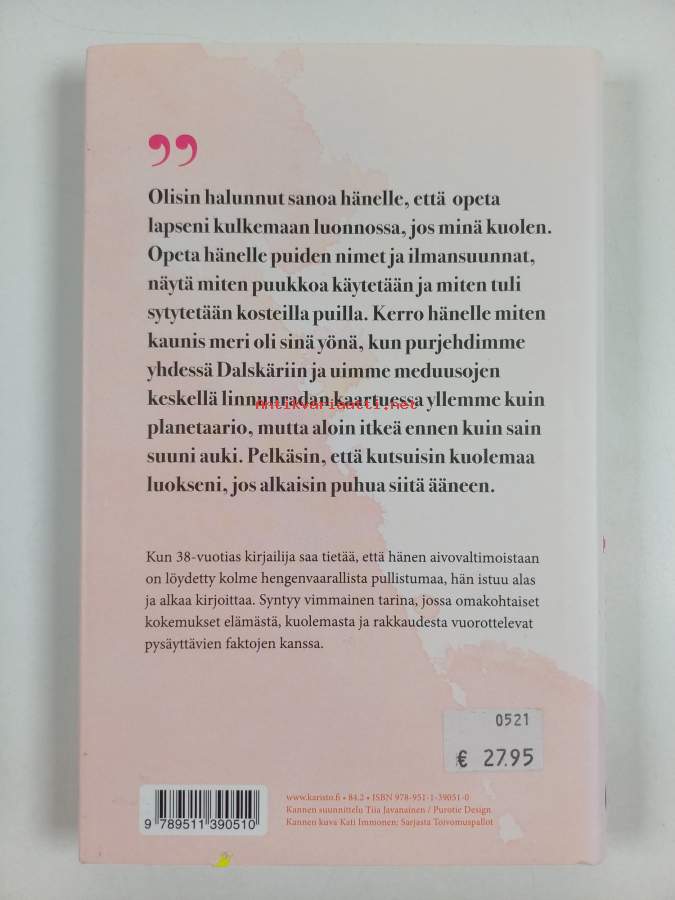 ”
Olisin halunnut sanoa hänelle, että opeta
lapseni kulkemaan luonnossa, jos minä kuolen.
Opeta hänelle puiden nimet ja ilmansuunnat,
näytä miten puukkoa käytetään ja miten tuli
sytytetään kosteilla puilla. Kerro hänelle miten
kaunis meri oli sinä yönä, kun purjehdimme
yhdessä Dalskäriin ja uimme meduusojen
keskellä linnunradan kaartuessa yllemme kuin
Antikvariaatti.net
planetaario, mutta aloin itkeä ennen kuin sain
suuni auki. Pelkäsin, että kutsuisin kuolemaa
luokseni, jos alkaisin puhua siitä ääneen.
Kun 38-vuotias kirjailija saa tietää, että hänen aivovaltimoistaan
on löydetty kolme hengenvaarallista pullistumaa, hän istuu alas
ja alkaa kirjoittaa. Syntyy vimmainen tarina, jossa omakohtaiset
kokemukset elämästä, kuolemasta ja rakkaudesta vuorottelevat
pysäyttävien faktojen kanssa.
0521
€ 27.95
www.karisto.fi • 84.2 • ISBN 978-951-1-39051-0
Kannen suunnittelu Tiia Javanainen / Purotie Design
Kannen kuva Kati Immonen: Sarjasta Toivomuspallot
9 789511 390510